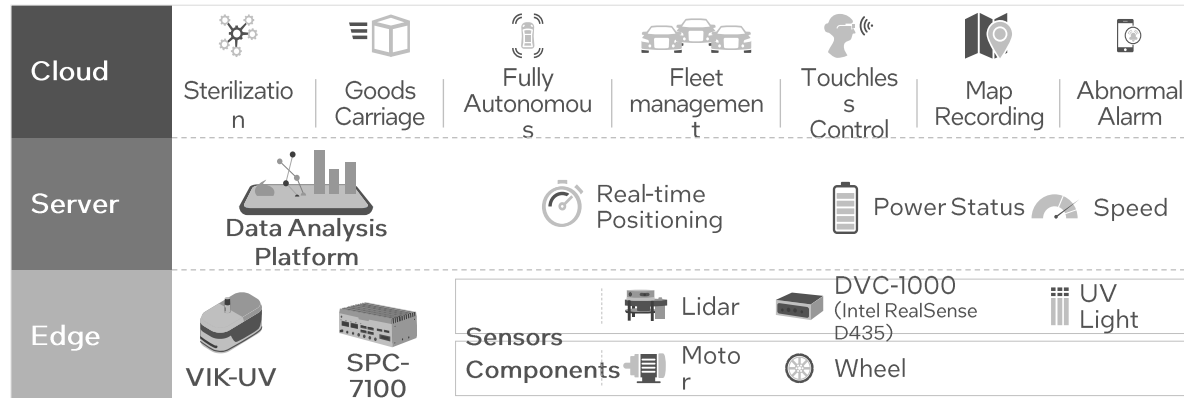 Cloud
Sterilizatio
n
Goods
Carriage
Fully
Autonomou
s
Fleet
managemen
t
Touchles
s
Control
Map
Recording
Abnormal
Alarm
Server
Data Analysis
Platform
Real-time
Positioning
Power Status
Speed
Edge
VIK-UV
SPC-
7100
Sensors
Lidar
DVC-1000
(Intel RealSense
D435)
UV
Light
Components
Moto
r
Wheel